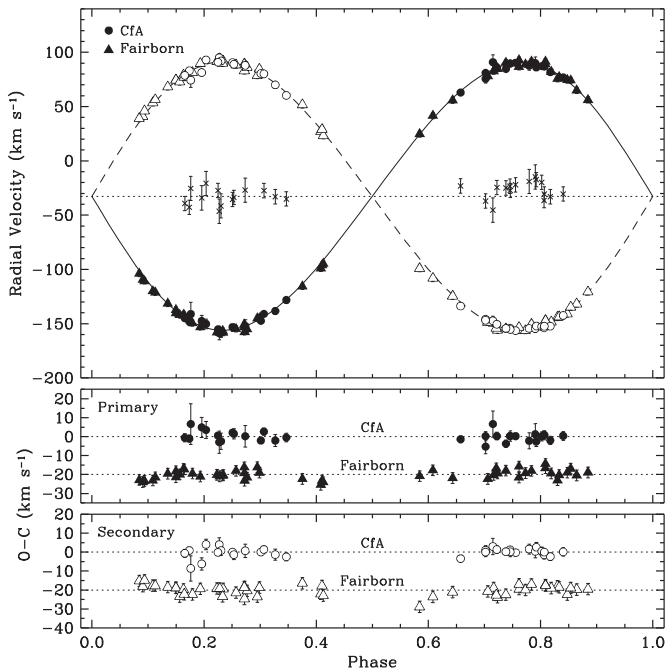 CfA
Fairborn
100
50
0
−50
−100
−150
−200
Radial Velocity (km s⁻¹)
Primary
CfA
Fairborn
20
10
0
−10
−20
−30
Secondary
CfA
Fairborn
20
10
0
−10
−20
−30
−40
O−C (km s⁻¹)
0.0 0.2 0.4 0.6 0.8 1.0
Phase